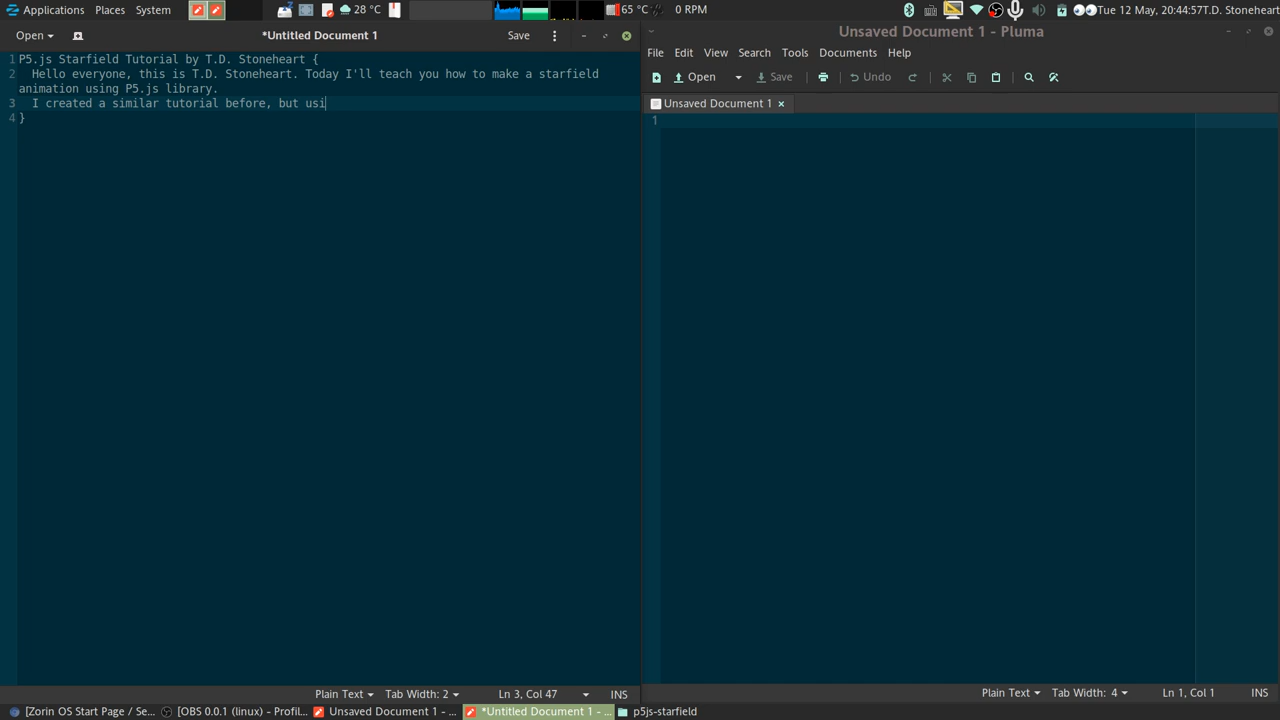 Applications Places System 28 °C 65 °C 0 RPM Tue 12 May, 20:44:57 T.D. Stoneheart
Open *Untitled Document 1 Save
1 P5.js Starfield Tutorial by T.D. Stoneheart {
2 Hello everyone, this is T.D. Stoneheart. Today I'll teach you how to make a starfield
animation using P5.js library.
3 I created a similar tutorial before, but usi
4 }
Plain Text Tab Width: 2 Ln 3, Col 47 INS
Unsaved Document 1 - Pluma
File Edit View Search Tools Documents Help
Open Save Undo
Unsaved Document 1
1
Plain Text Tab Width: 4 Ln 1, Col 1 INS
[Zorin OS Start Page / Se... [OBS 0.0.1 (linux) - Profil... Unsaved Document 1 - ... *Untitled Document 1 - ... p5js-starfield